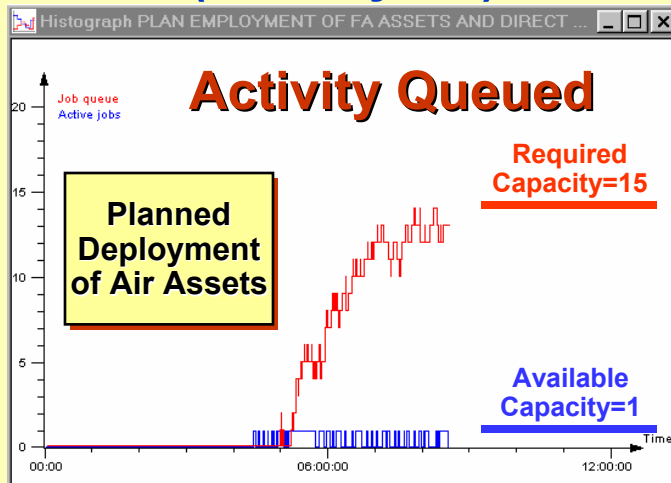 Histograph PLAN EMPLOYMENT OF FA ASSETS AND DIRECT ...
Activity Queued
Job queue
Active jobs
Required
Capacity=15
Planned
Deployment
of Air Assets
Available
Capacity=1
20
15
10
5
0
Time
00:00
06:00:00
12:00:00